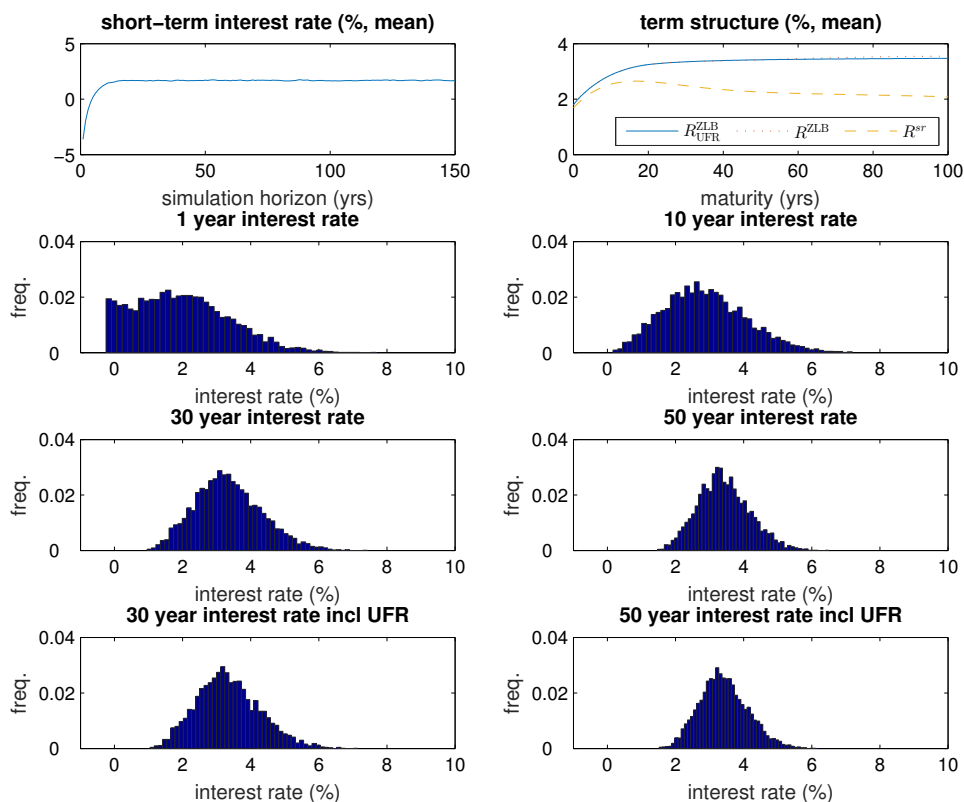 short−term interest rate (%, mean)
5
0
−5
50
100
150
simulation horizon (yrs)
term structure (%, mean)
4
2
0
0
20
40
60
80
100
R^ZLB_UFR
R^ZLB
R^sr
maturity (yrs)
1 year interest rate
0.04
0.02
0
freq.
0
2
4
6
8
10
interest rate (%)
10 year interest rate
0.04
0.02
0
freq.
0
2
4
6
8
10
interest rate (%)
30 year interest rate
0.04
0.02
0
freq.
0
2
4
6
8
10
interest rate (%)
50 year interest rate
0.04
0.02
0
freq.
0
2
4
6
8
10
interest rate (%)
30 year interest rate incl UFR
0.04
0.02
0
freq.
0
2
4
6
8
10
interest rate (%)
50 year interest rate incl UFR
0.04
0.02
0
freq.
0
2
4
6
8
10
interest rate (%)